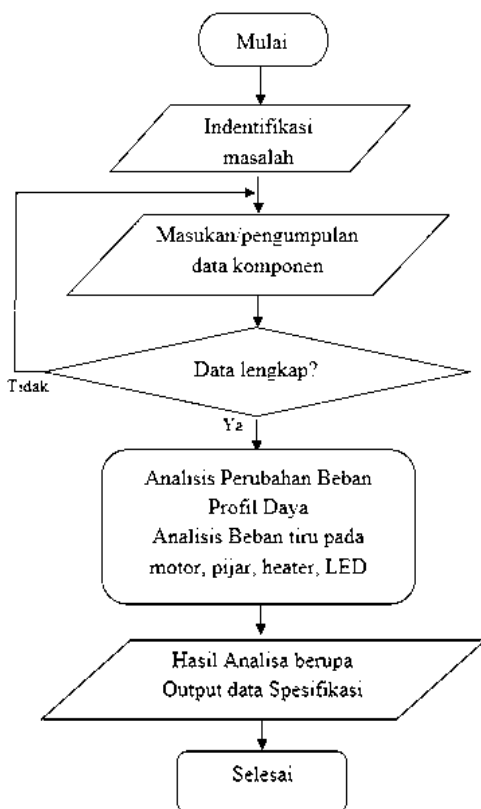 Mulai
Indentifikasi
masalah
Masukan/pengumpulan
data komponen
Data lengkap?
Tidak
Ya
Analisis Perubahan Beban
Profil Daya
Analisis Beban tiru pada
motor, pijar, heater, LED
Hasil Analisa berupa
Output data Spesifikasi
Selesai